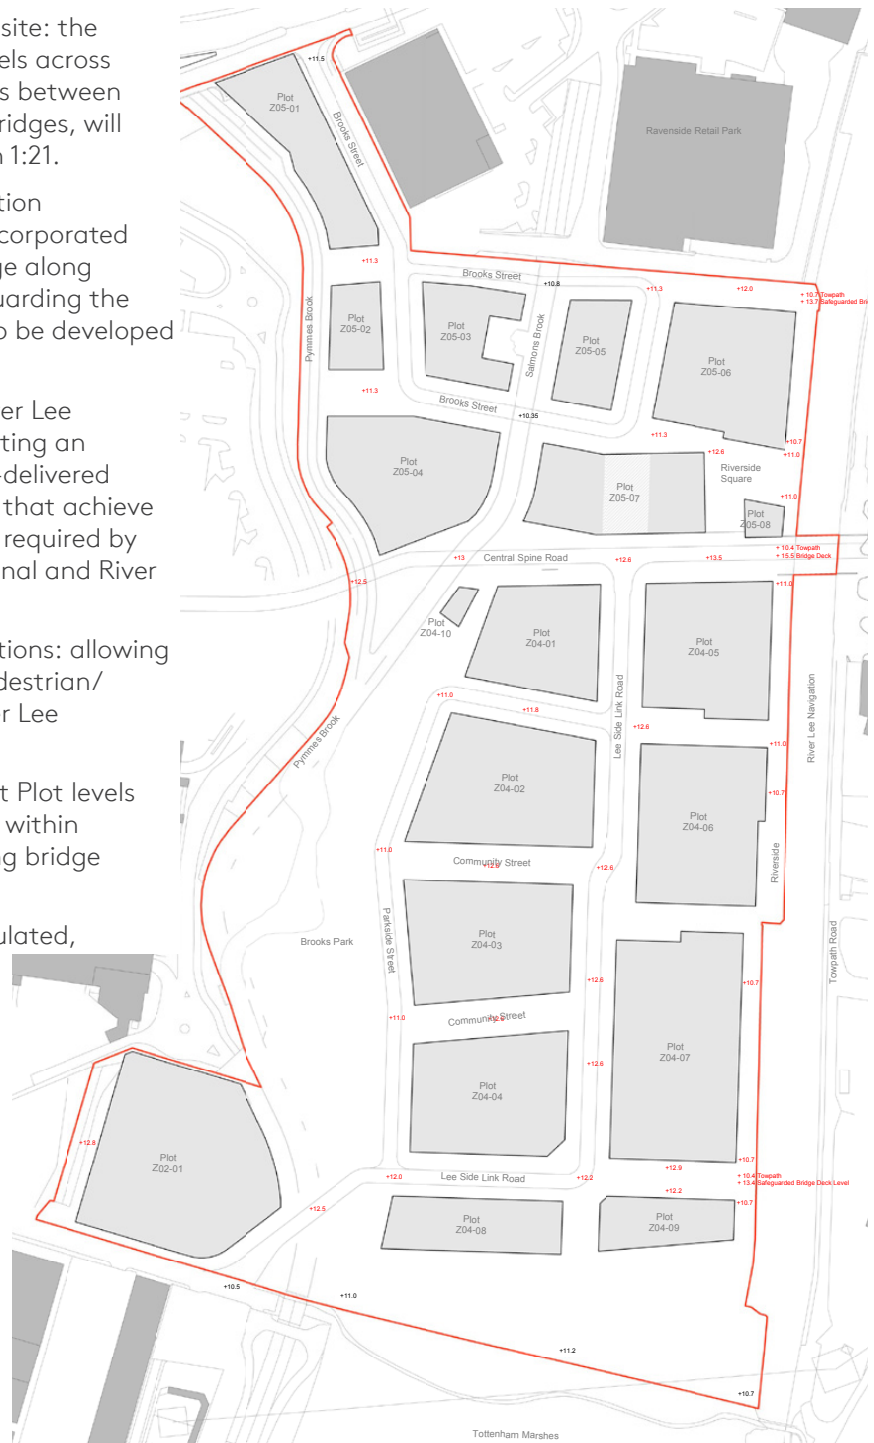 site: the
els across
s between
ridges, will
n 1:21.
tion
corporated
ge along
uarding the
o be developed
er Lee
ting an
-delivered
that achieve
required by
nal and River
tions: allowing
destrian/
er Lee
t Plot levels
within
ng bridge
ulated,
+11.5
Plot
Z05-01
Brooks Street
Ravenside Retail Park
+11.3
Brooks Street
+10.8
+11.3
+12.0
+ 10.7 Towpath
+ 13.7 Safeguarded Bri
Pymmes Brook
Plot
Z05-02
Plot
Z05-03
Salmons Brook
Plot
Z05-05
Plot
Z05-06
+11.3
Brooks Street
+10.35
+11.3
+12.6
+10.7
+11.0
Plot
Z05-04
Plot
Z05-07
Riverside
Square
+11.0
Plot
Z05-08
+13
Central Spine Road
+12.6
+13.5
+ 10.4 Towpath
+ 15.5 Bridge Deck
+12.5
+11.0
Plot
Z04-10
Plot
Z04-01
Plot
Z04-05
Lee Side Link Road
River Lee Navigation
+11.0
+11.8
+12.6
Pymmes Brook
+11.0
Plot
Z04-02
+10.7
Plot
Z04-06
+11.0
Community Street
+12.6
Riverside
Parkside Street
Brooks Park
Plot
Z04-03
Towpath Road
+12.6
+10.7
+11.0
Community Street
Plot
Z04-07
+12.6
Plot
Z04-04
+12.8
Plot
Z02-01
+10.7
+12.9
+12.0
Lee Side Link Road
+12.2
+ 10.4 Towpath
+ 13.4 Safeguarded Bridge Deck Level
+12.2
+10.7
+12.5
Plot
Z04-08
Plot
Z04-09
+10.5
+11.0
+11.2
+10.7
Tottenham Marshes